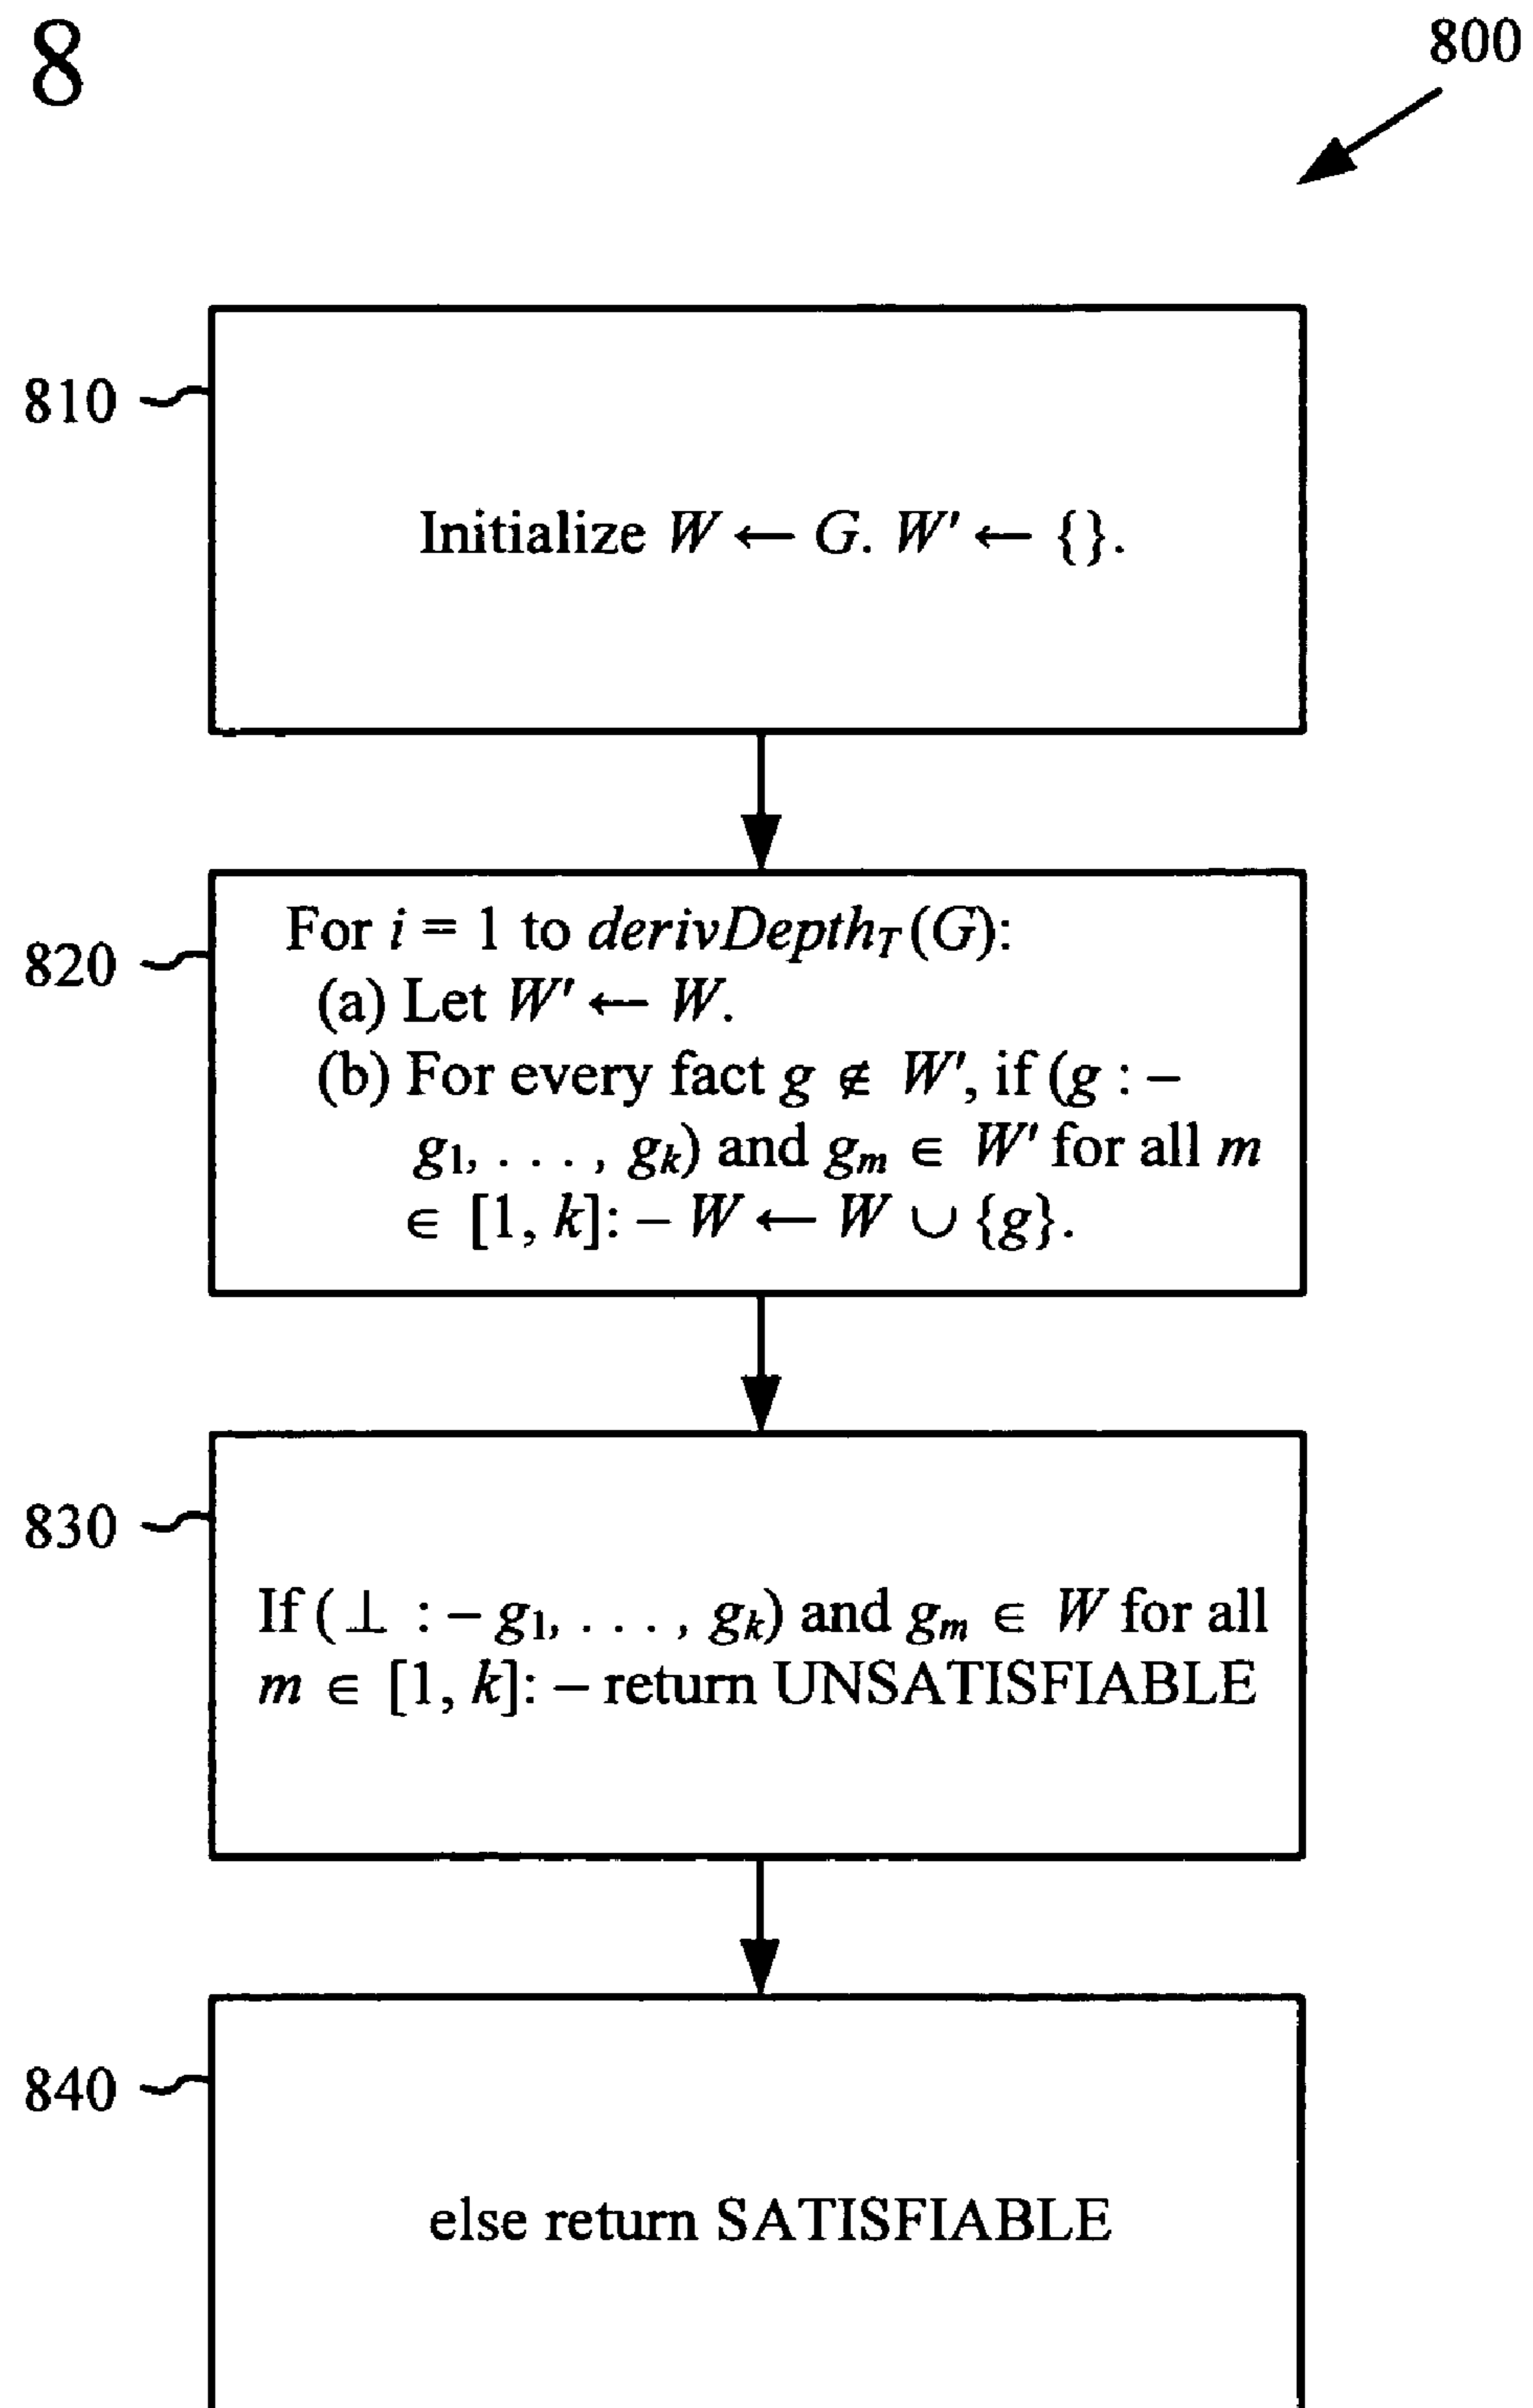 8
800
810
Initialize W ← G. W' ← {}.
820
For i = 1 to derivDepth_T(G):
(a) Let W' ← W.
(b) For every fact g ∉ W', if (g : –
g₁, . . . , gₖ) and gₘ ∈ W' for all m
∈ [1, k]: – W ← W ∪ {g}.
830
If (⊥ : – g₁, . . . , gₖ) and gₘ ∈ W for all
m ∈ [1, k]: – return UNSATISFIABLE
840
else return SATISFIABLE